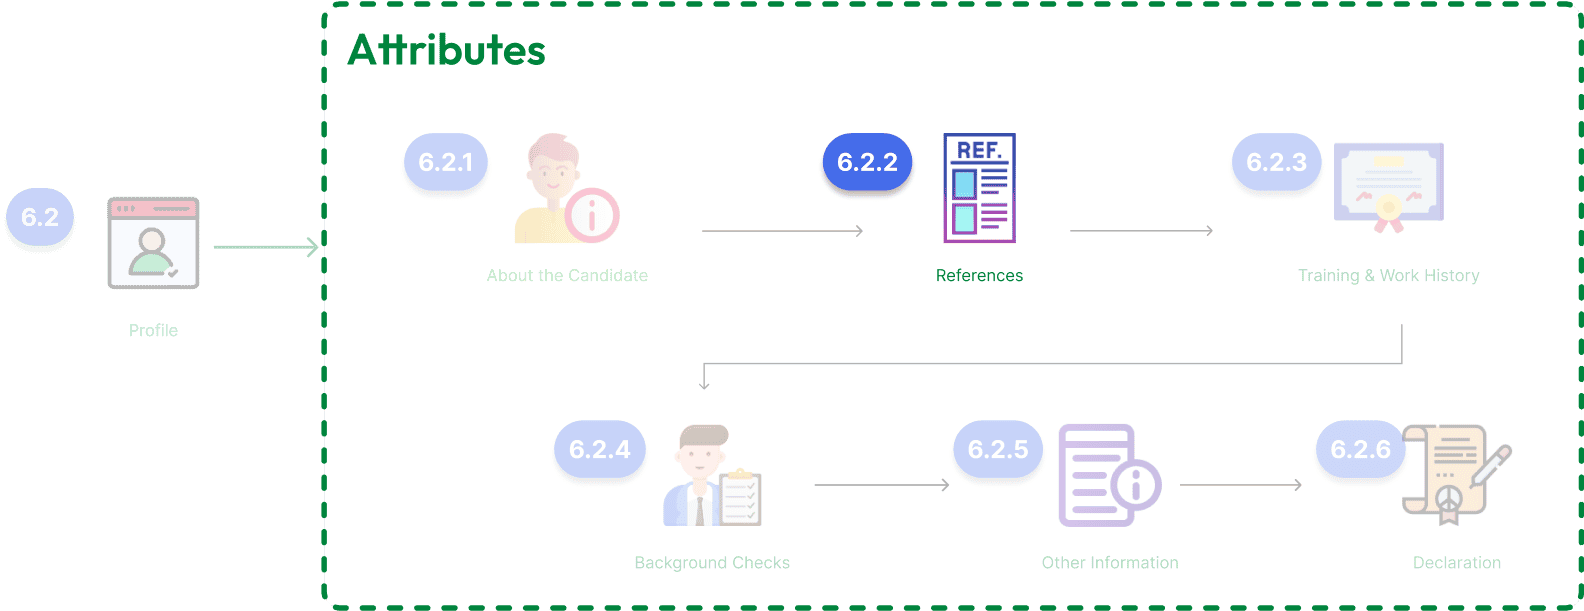 Attributes
6.2
Profile
6.2.1
About the Candidate
6.2.2
REF.
References
6.2.3
Training & Work History
6.2.4
Background Checks
6.2.5
Other Information
6.2.6
Declaration